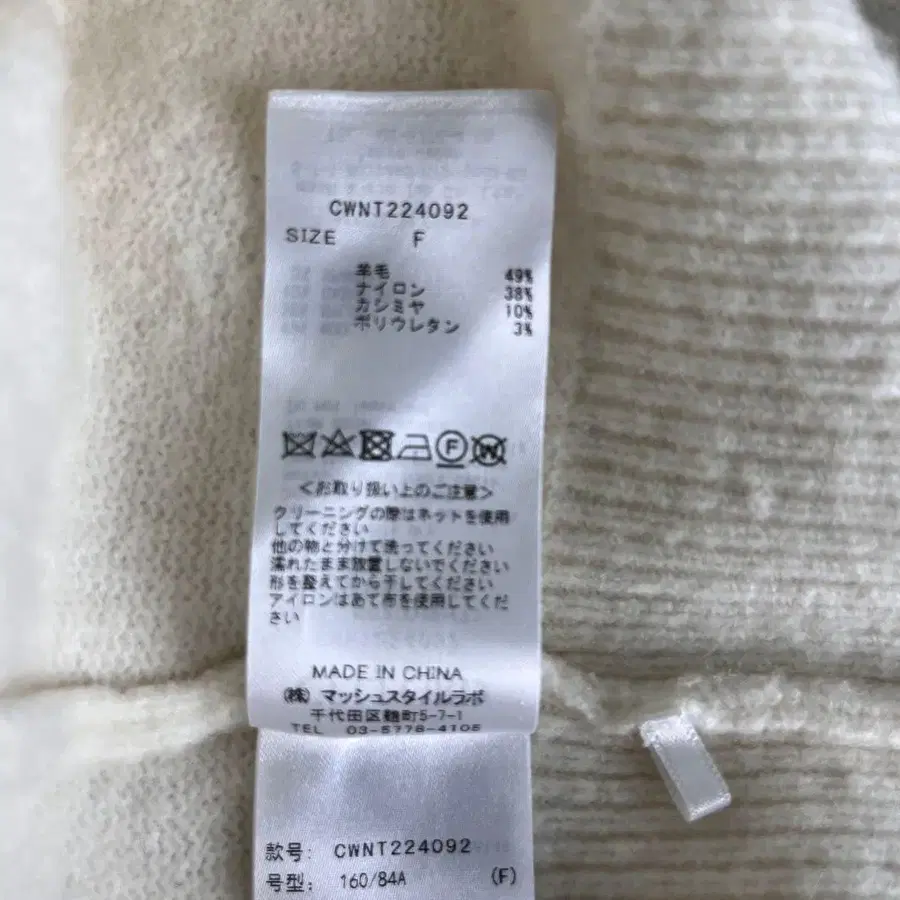 CWNT224092
SIZE F
羊毛 49%
ナイロン 38%
カシミヤ 10%
ポリウレタン 3%
F W
＜お取り扱い上のご注意＞
クリーニングの際はネットを使用
してください
他の物と分けて洗ってください
濡れたまま放置しないでください
形を整えてから干してください
アイロンはあて布を使用してくだ
さい
MADE IN CHINA
(株) マッシュスタイルラボ
千代田区麹町5-7-1
TEL 03-5778-4105
款号: CWNT224092
号型: 160/84A (F)